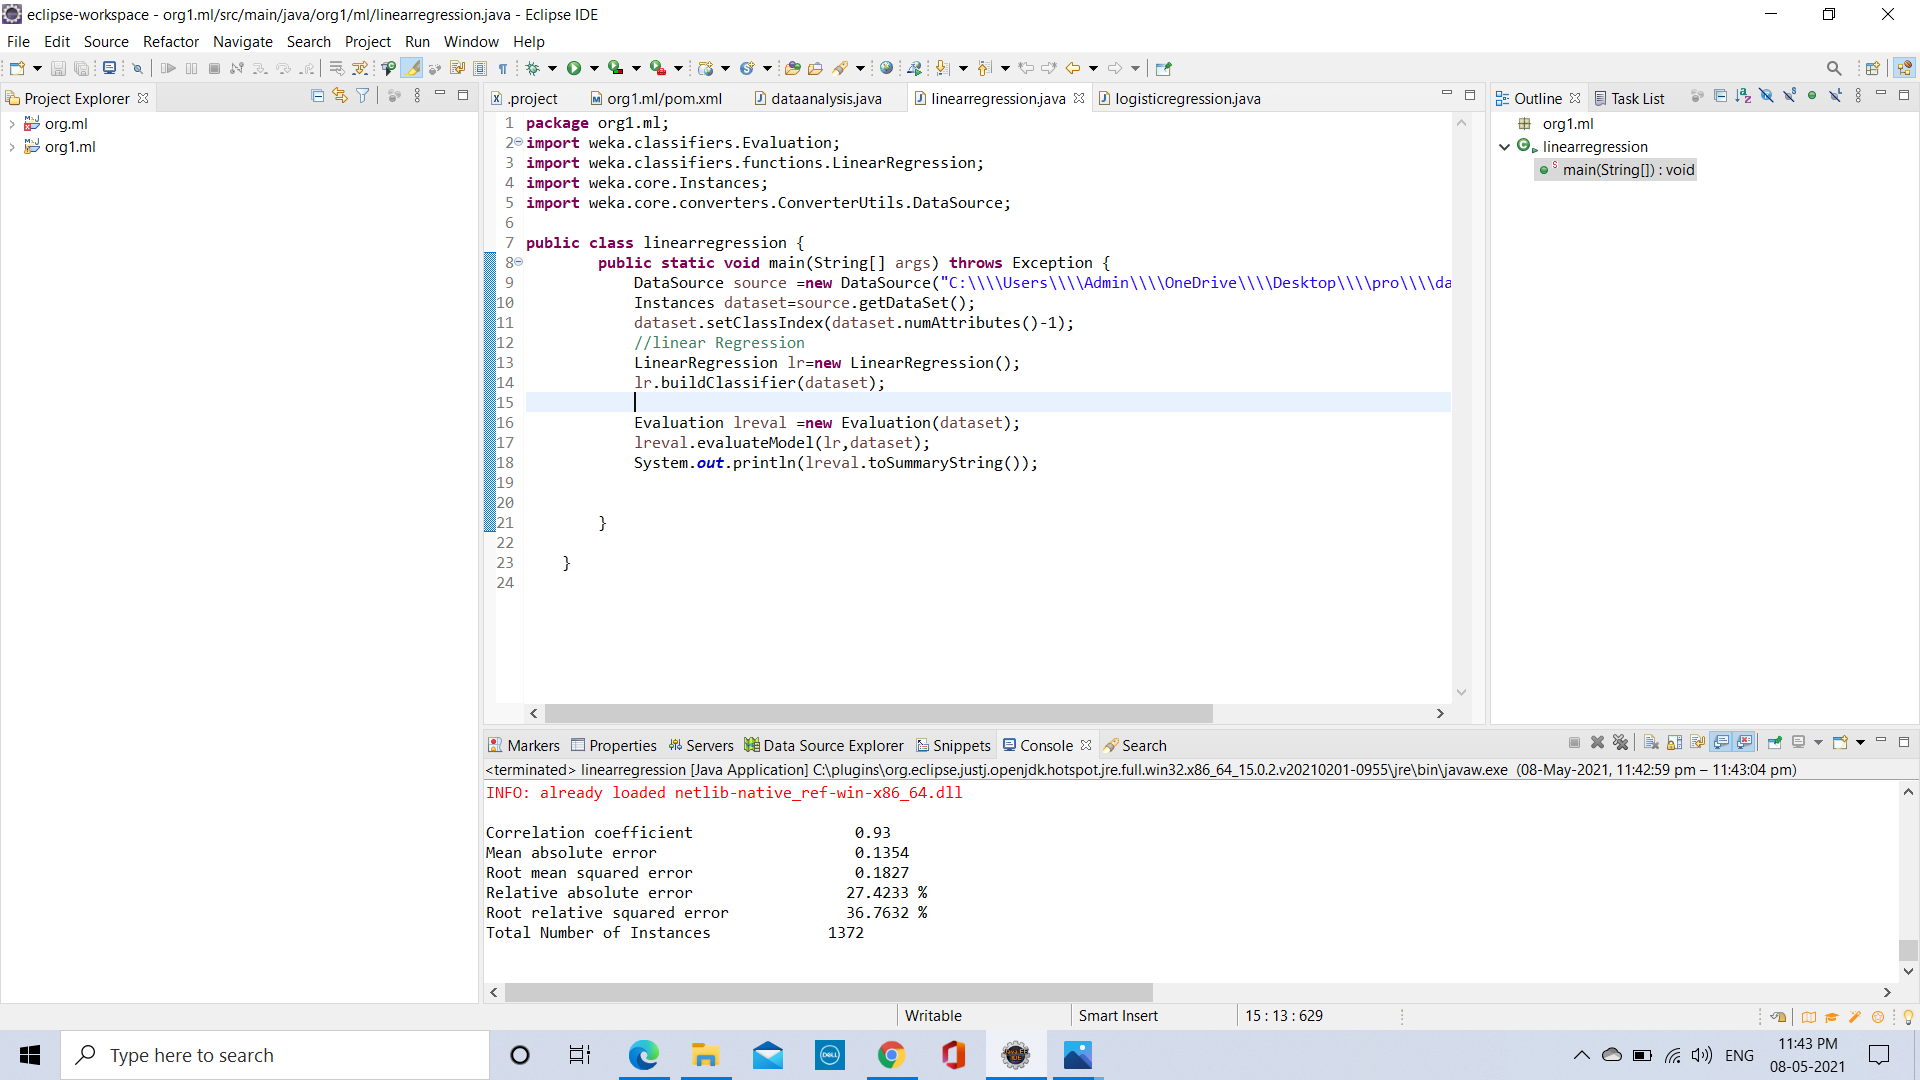 eclipse-workspace - org1.ml/src/main/java/org1/ml/linearregression.java - Eclipse IDE
File Edit Source Refactor Navigate Search Project Run Window Help
Project Explorer
org.ml
org1.ml
.project org1.ml/pom.xml dataanalysis.java linearregression.java logisticregression.java
1 package org1.ml;
2 import weka.classifiers.Evaluation;
3 import weka.classifiers.functions.LinearRegression;
4 import weka.core.Instances;
5 import weka.core.converters.ConverterUtils.DataSource;
6
7 public class linearregression {
8 public static void main(String[] args) throws Exception {
9 DataSource source =new DataSource("C:\\\\Users\\\\Admin\\\\OneDrive\\\\Desktop\\\\pro\\\\da
10 Instances dataset=source.getDataSet();
11 dataset.setClassIndex(dataset.numAttributes()-1);
12 //linear Regression
13 LinearRegression lr=new LinearRegression();
14 lr.buildClassifier(dataset);
15
16 Evaluation lreval =new Evaluation(dataset);
17 lreval.evaluateModel(lr,dataset);
18 System.out.println(lreval.toSummaryString());
19
20
21 }
22
23 }
24
Outline Task List
org1.ml
linearregression
main(String[]) : void
Markers Properties Servers Data Source Explorer Snippets Console Search
<terminated> linearregression [Java Application] C:\plugins\org.eclipse.justj.openjdk.hotspot.jre.full.win32.x86_64_15.0.2.v20210201-0955\jre\bin\javaw.exe (08-May-2021, 11:42:59 pm – 11:43:04 pm)
INFO: already loaded netlib-native_ref-win-x86_64.dll
Correlation coefficient 0.93
Mean absolute error 0.1354
Root mean squared error 0.1827
Relative absolute error 27.4233 %
Root relative squared error 36.7632 %
Total Number of Instances 1372
Writable Smart Insert 15 : 13 : 629
Type here to search
DELL
ENG
11:43 PM
08-05-2021